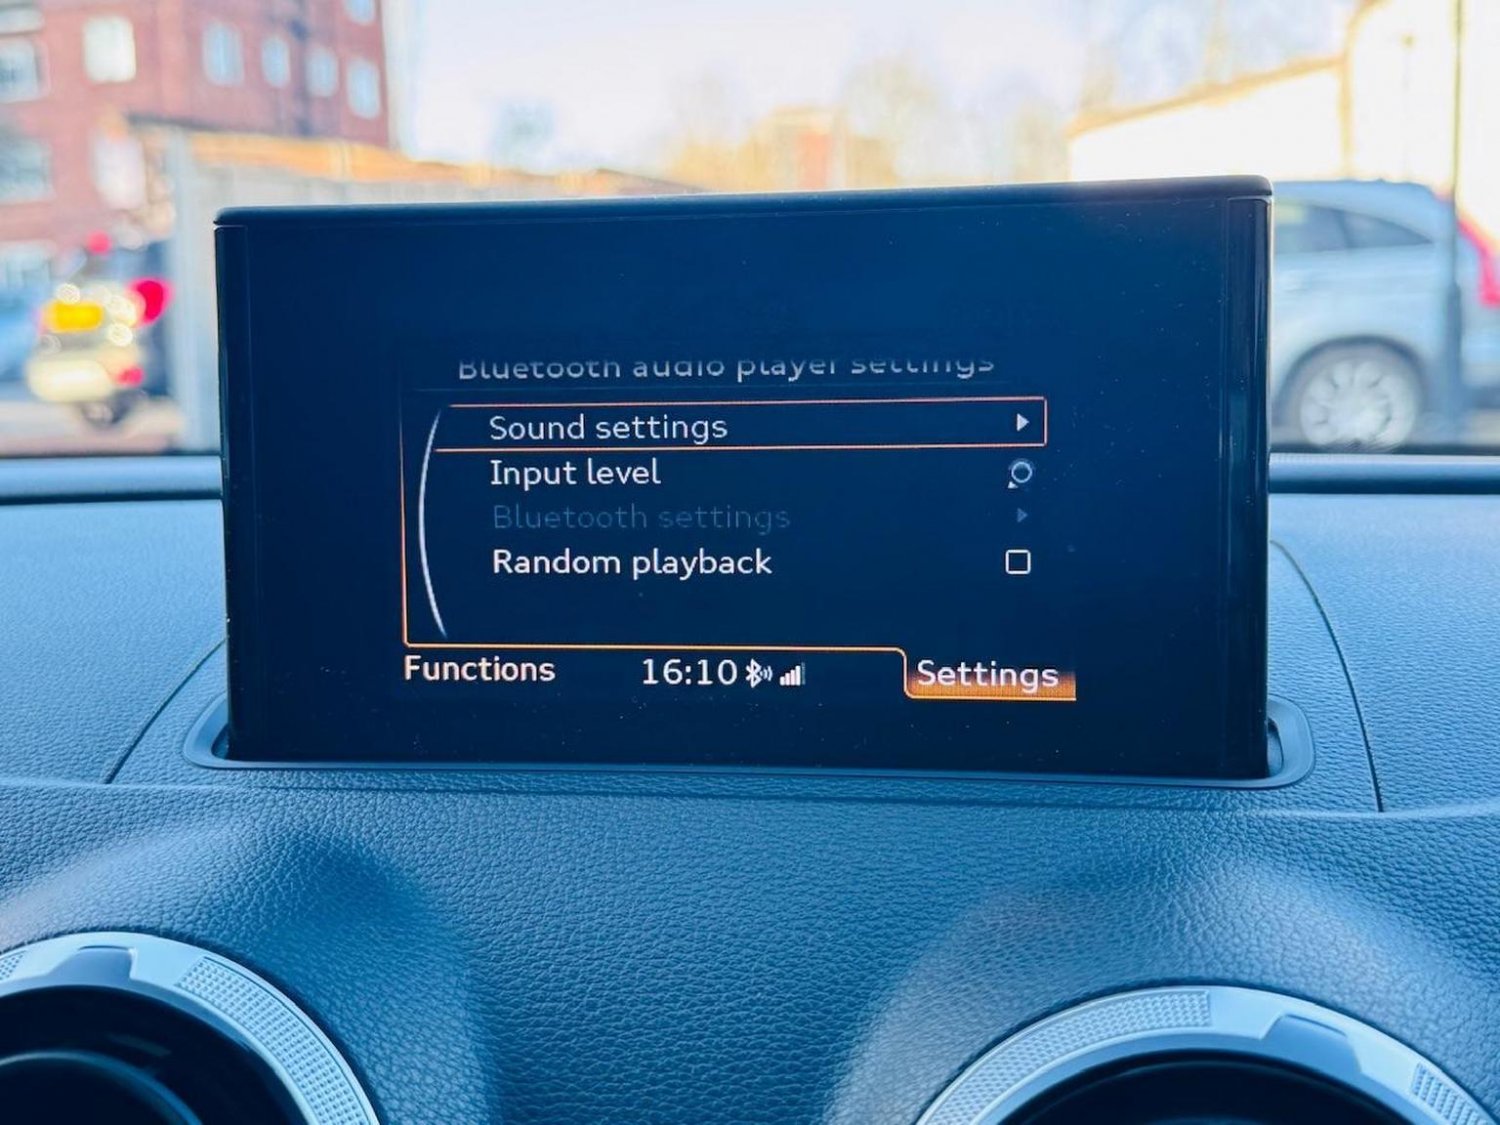 Bluetooth audio player settings
Sound settings
Input level
Bluetooth settings
Random playback
Functions 16:10 Settings